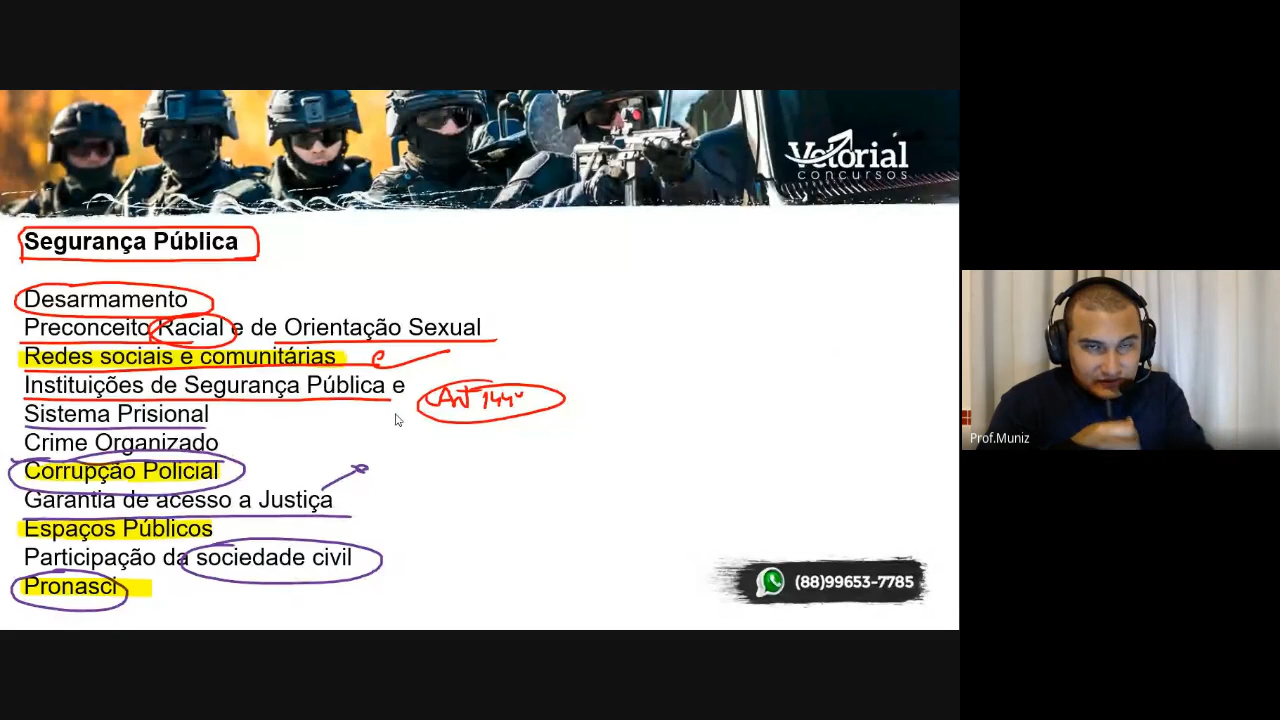 Vetorial
concursos
Segurança Pública
Desarmamento
Preconceito Racial e de Orientação Sexual
Redes sociais e comunitárias
Instituições de Segurança Pública e
Art 144º
Sistema Prisional
Crime Organizado
Corrupção Policial
Garantia de acesso a Justiça
Espaços Públicos
Participação da sociedade civil
Pronasci
(88)99653-7785
Prof.Muniz